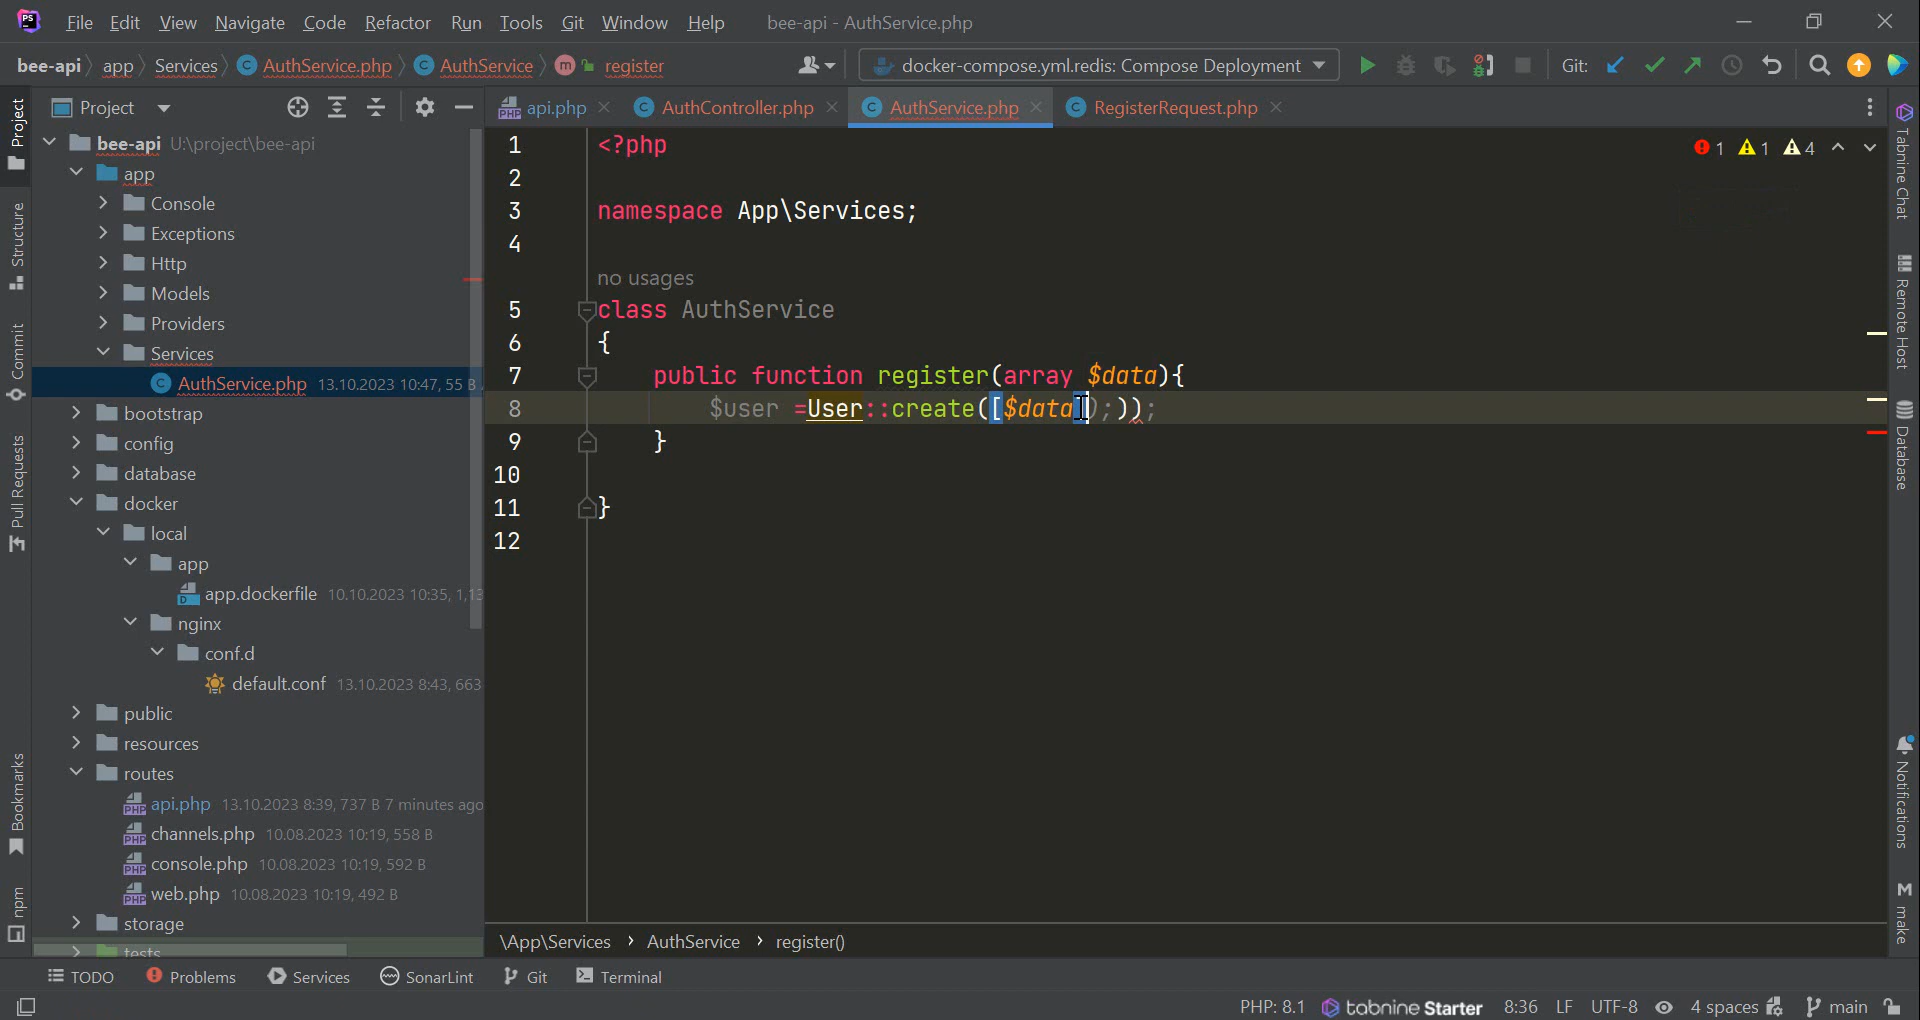 PS File Edit View Navigate Code Refactor Run Tools Git Window Help bee-api - AuthService.php
bee-api app Services C AuthService.php C AuthService m register docker-compose.yml.redis: Compose Deployment Git:
Project
api.php AuthController.php AuthService.php RegisterRequest.php
bee-api U:\project\bee-api
app
Console
Exceptions
Http
Models
Providers
Services
AuthService.php 13.10.2023 10:47, 55 B
bootstrap
config
database
docker
local
app
app.dockerfile 10.10.2023 10:35, 1,13
nginx
conf.d
default.conf 13.10.2023 8:43, 663
public
resources
routes
api.php 13.10.2023 8:39, 737 B 7 minutes ago
channels.php 10.08.2023 10:19, 558 B
console.php 10.08.2023 10:19, 592 B
web.php 10.08.2023 10:19, 492 B
storage
tests
Project
Structure
Commit
Pull Requests
Bookmarks
npm
1 <?php
2
3 namespace App\Services;
4
no usages
5 class AuthService
6 {
7 public function register(array $data){
8 $user =User::create([$data]);));
9 }
10
11 }
12
1 1 4
Tabnine Chat
Remote Host
Database
Notifications
make
\App\Services › AuthService › register()
TODO Problems Services SonarLint Git Terminal
PHP: 8.1 tabnine Starter 8:36 LF UTF-8 4 spaces main